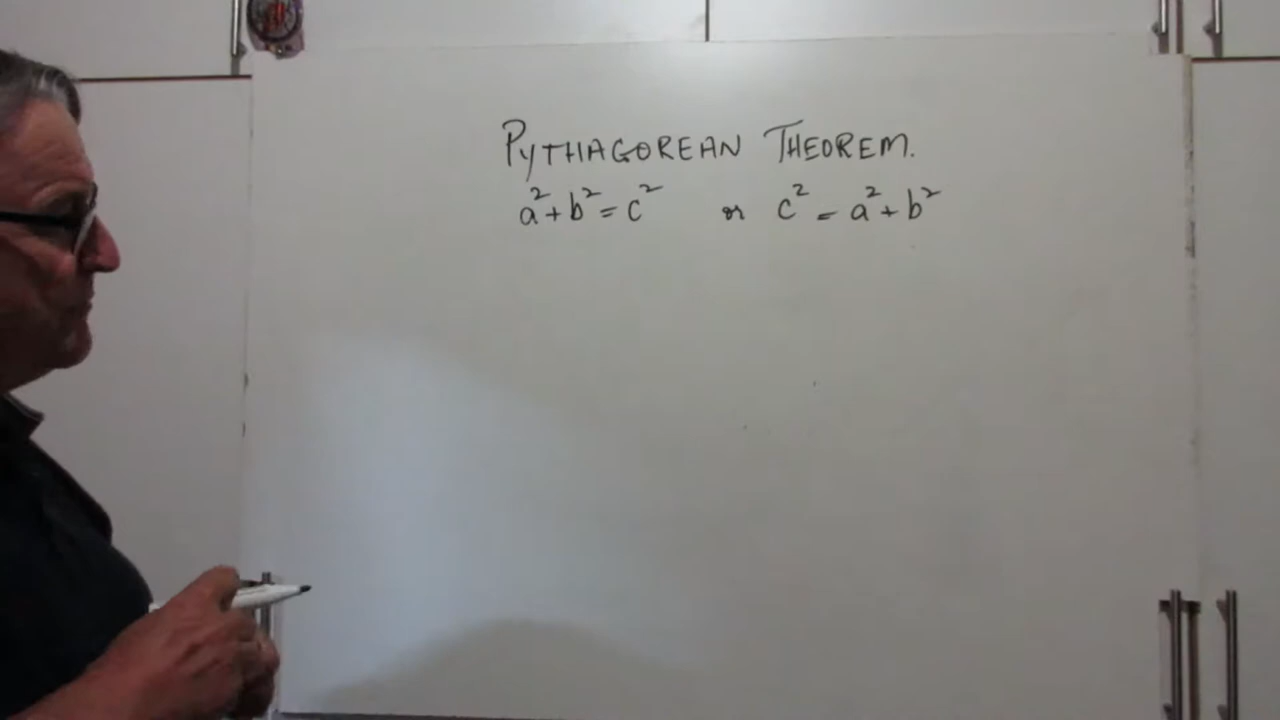 PYTHAGOREAN THEOREM.
a²+b²=c² or c²=a²+b²